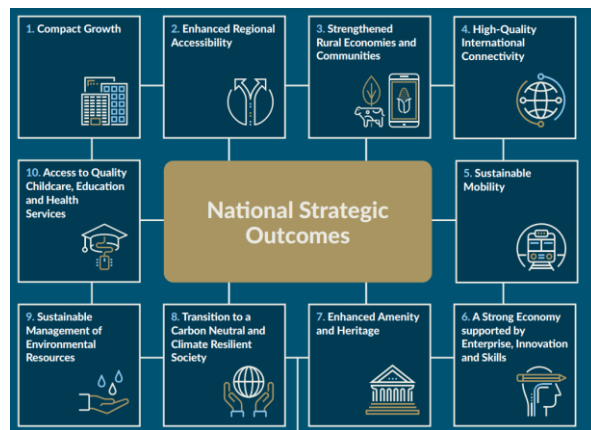 1. Compact Growth
2. Enhanced Regional
Accessibility
3. Strengthened
Rural Economies and
Communities
4. High-Quality
International
Connectivity
10. Access to Quality
Childcare, Education
and Health
Services
National Strategic
Outcomes
5. Sustainable
Mobility
9. Sustainable
Management of
Environmental
Resources
8. Transition to a
Carbon Neutral and
Climate Resilient
Society
7. Enhanced Amenity
and Heritage
6. A Strong Economy
supported by
Enterprise, Innovation
and Skills